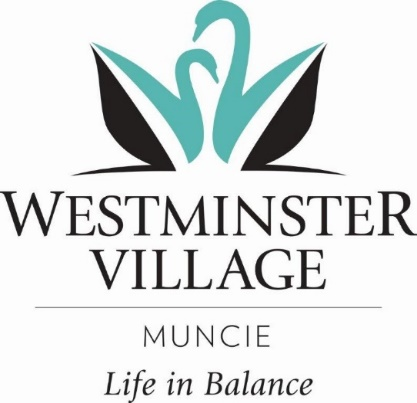 WESTMINSTER
VILLAGE
MUNCIE
Life in Balance